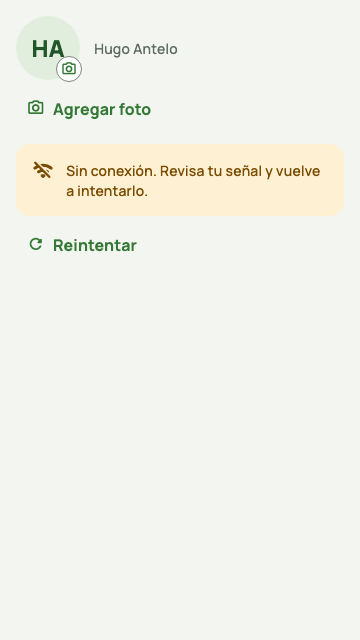 HA
Hugo Antelo
Agregar foto
Sin conexión. Revisa tu señal y vuelve
a intentarlo.
Reintentar